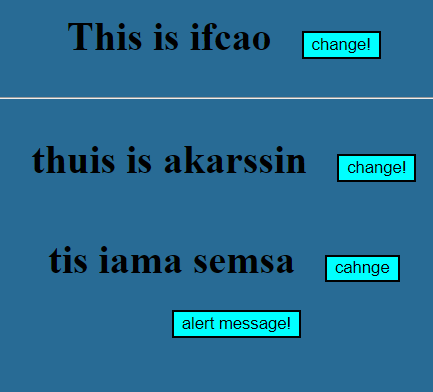 This is ifcao change!
thuis is akarssin change!
tis iama semsa cahnge
alert message!